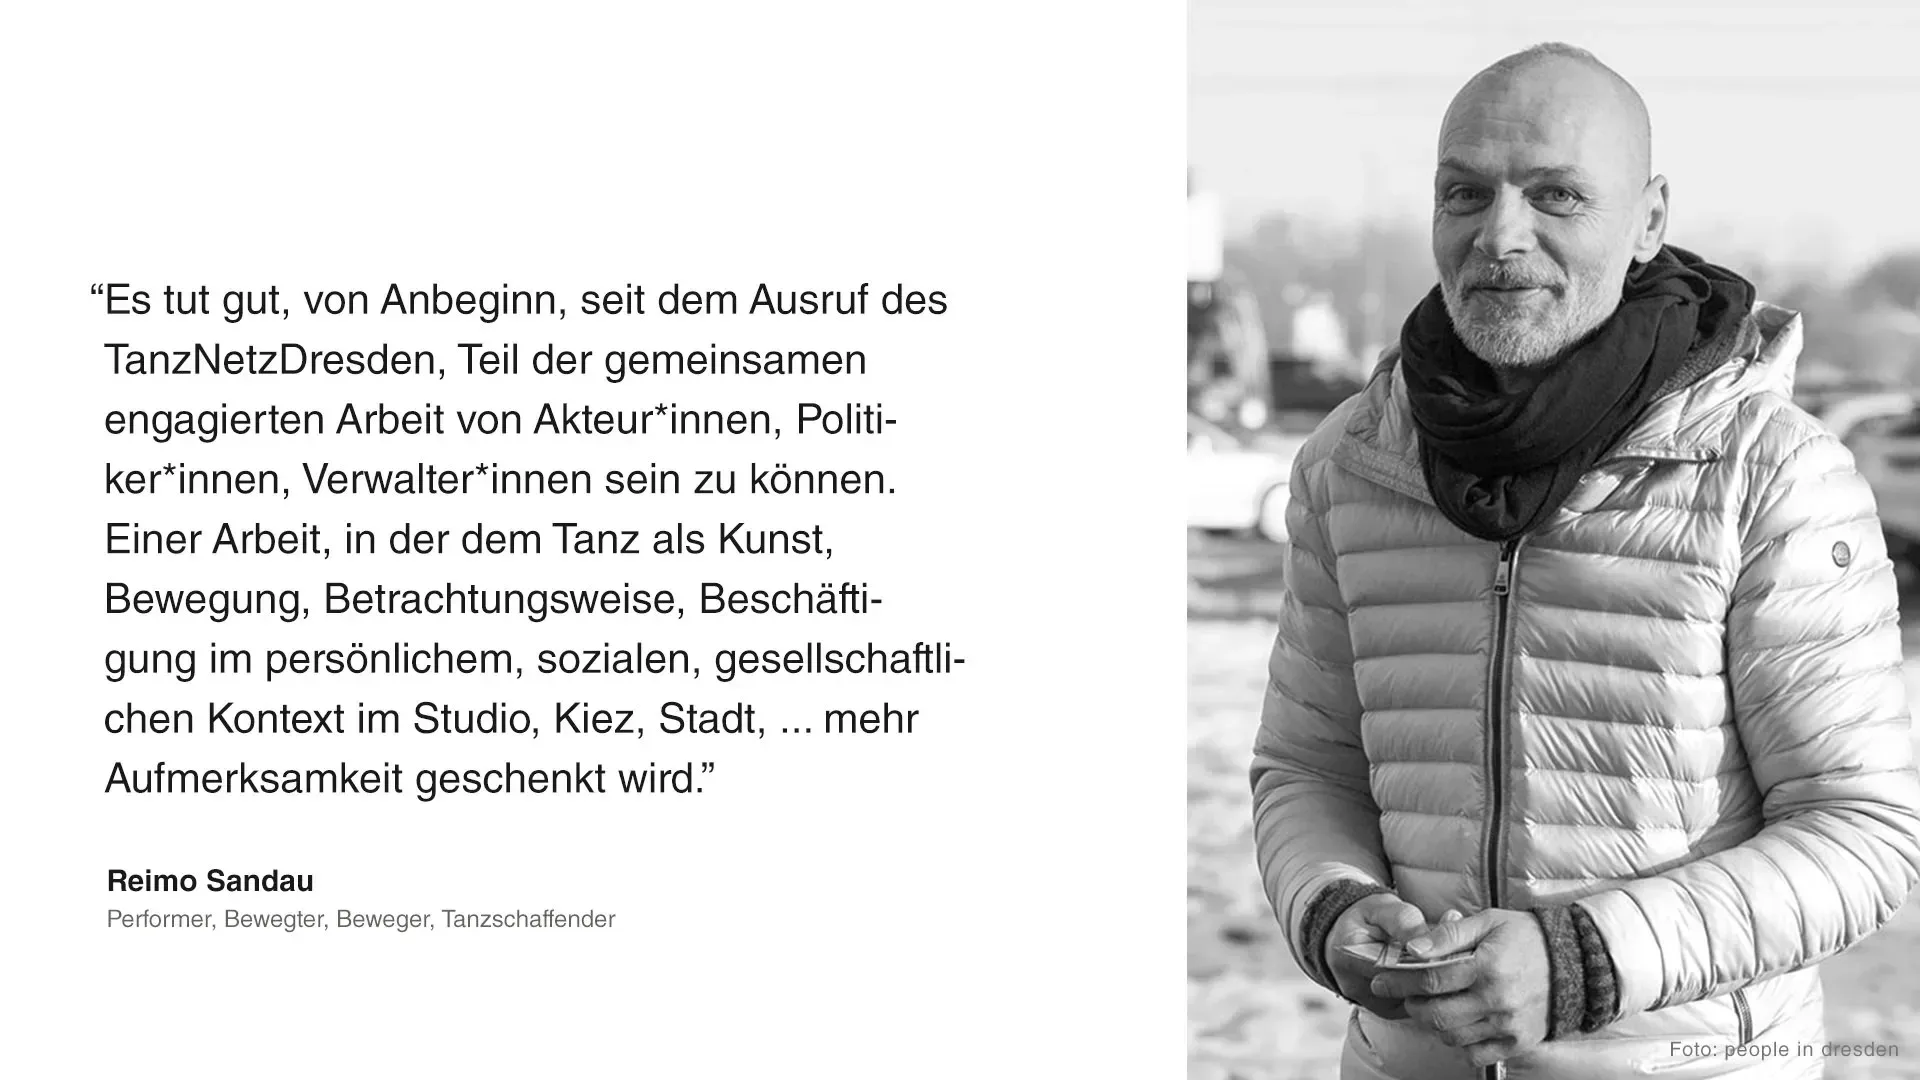 “Es tut gut, von Anbeginn, seit dem Ausruf des
TanzNetzDresden, Teil der gemeinsamen
engagierten Arbeit von Akteur*innen, Politi-
ker*innen, Verwalter*innen sein zu können.
Einer Arbeit, in der dem Tanz als Kunst,
Bewegung, Betrachtungsweise, Beschäfti-
gung im persönlichem, sozialen, gesellschaftli-
chen Kontext im Studio, Kiez, Stadt, ... mehr
Aufmerksamkeit geschenkt wird.”
Reimo Sandau
Performer, Bewegter, Beweger, Tanzschaffender
Foto: people in dresden